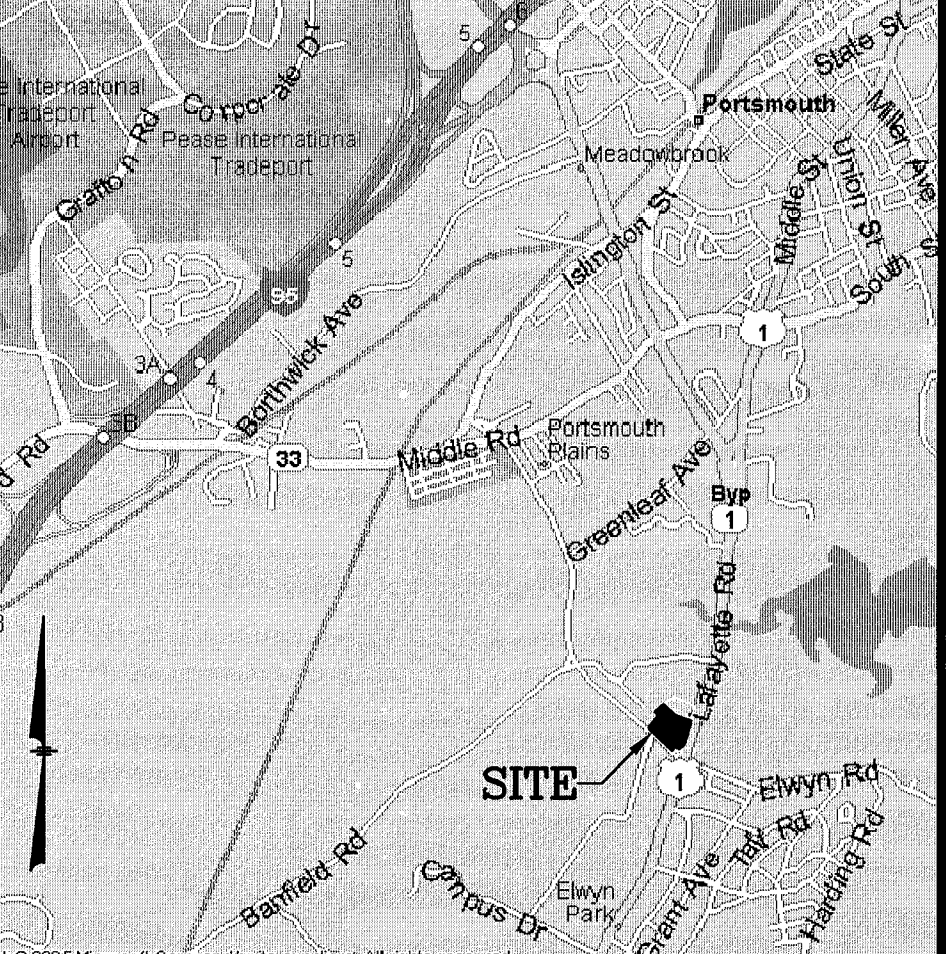 6
5
State St
e International
Tradeport
Airport
Corporate Dr
Portsmouth
Miller Ave
Grafton Rd
Pease International
Tradeport
Meadowbrook
Union St
Middle St
Islington St
South S
5
95
Borthwick Ave
1
3A
4
3B
d Rd
33
Middle Rd
Portsmouth
Plains
Greenleaf Ave
Byp
1
Lafayette Rd
3
SITE
1
Elwyn Rd
Taft Rd
Harding Rd
Banfield Rd
Campus Dr
Elwyn
Park
Grant Ave